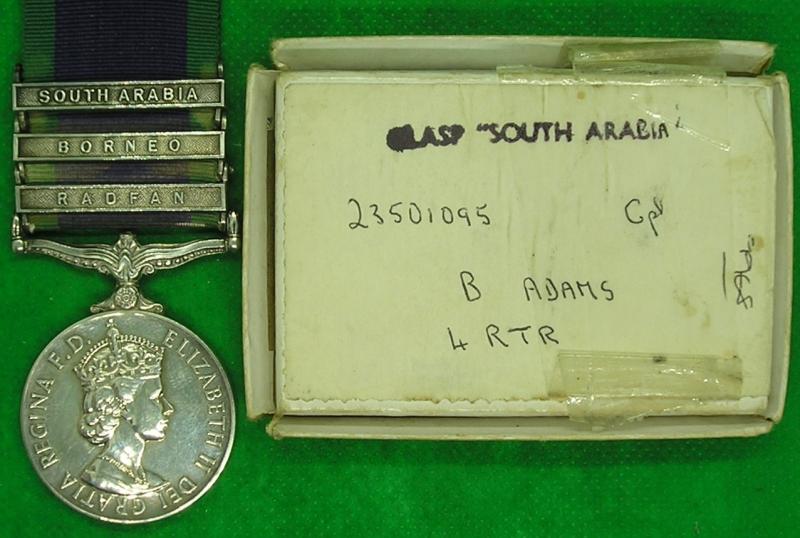 SOUTH ARABIA
BORNEO
RADFAN
ELIZABETH II DEI GRATIA REGINA F.D.
CLASP "SOUTH ARABIA"
23501095 Cpl
B ADAMS
4 RTR